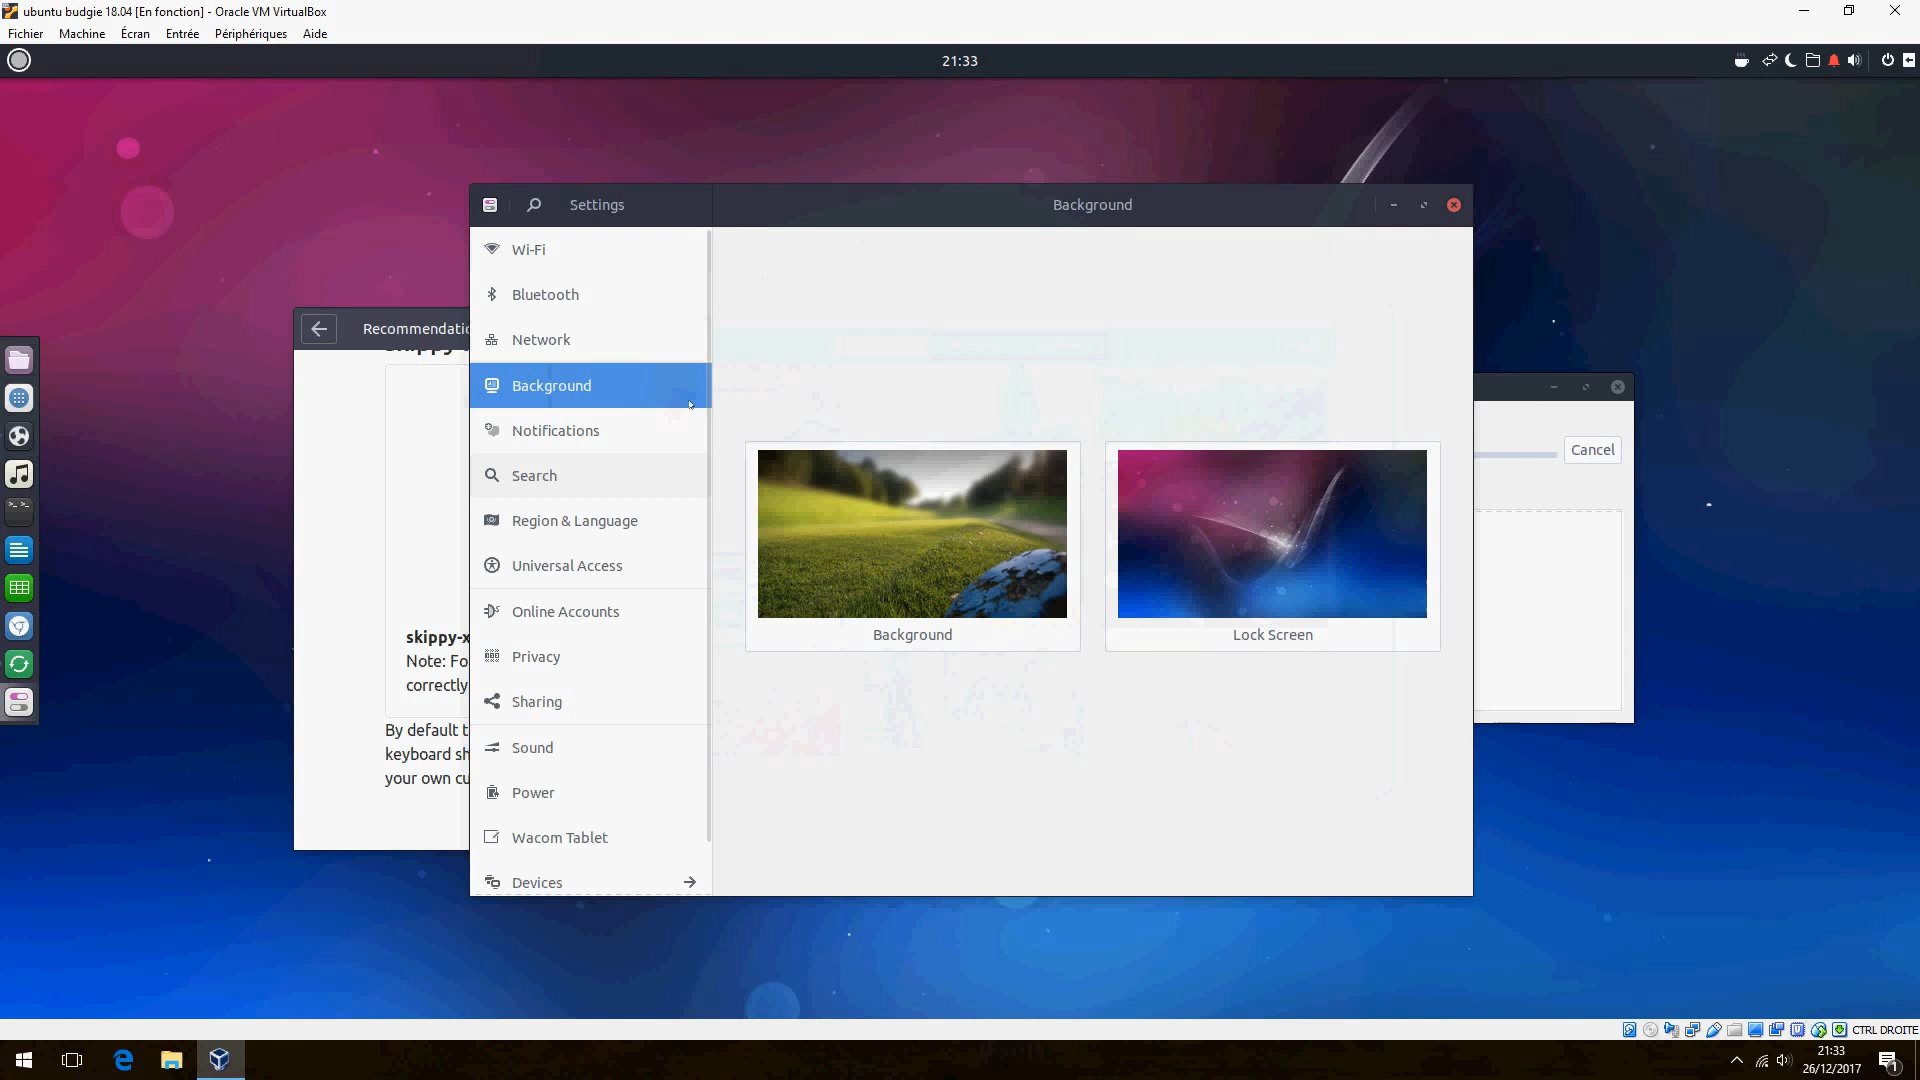 ubuntu budgie 18.04 [En fonction] - Oracle VM VirtualBox
Fichier Machine Écran Entrée Périphériques Aide
21:33
Settings
Background
Wi-Fi
Bluetooth
Network
Background
Notifications
Search
Region & Language
Universal Access
Online Accounts
Privacy
Sharing
Sound
Power
Wacom Tablet
Devices
Background
Lock Screen
Recommendatio
skippy-x
Note: Fo
correctly
By default t
keyboard sh
your own cu
Cancel
CTRL DROITE
21:33
26/12/2017
1